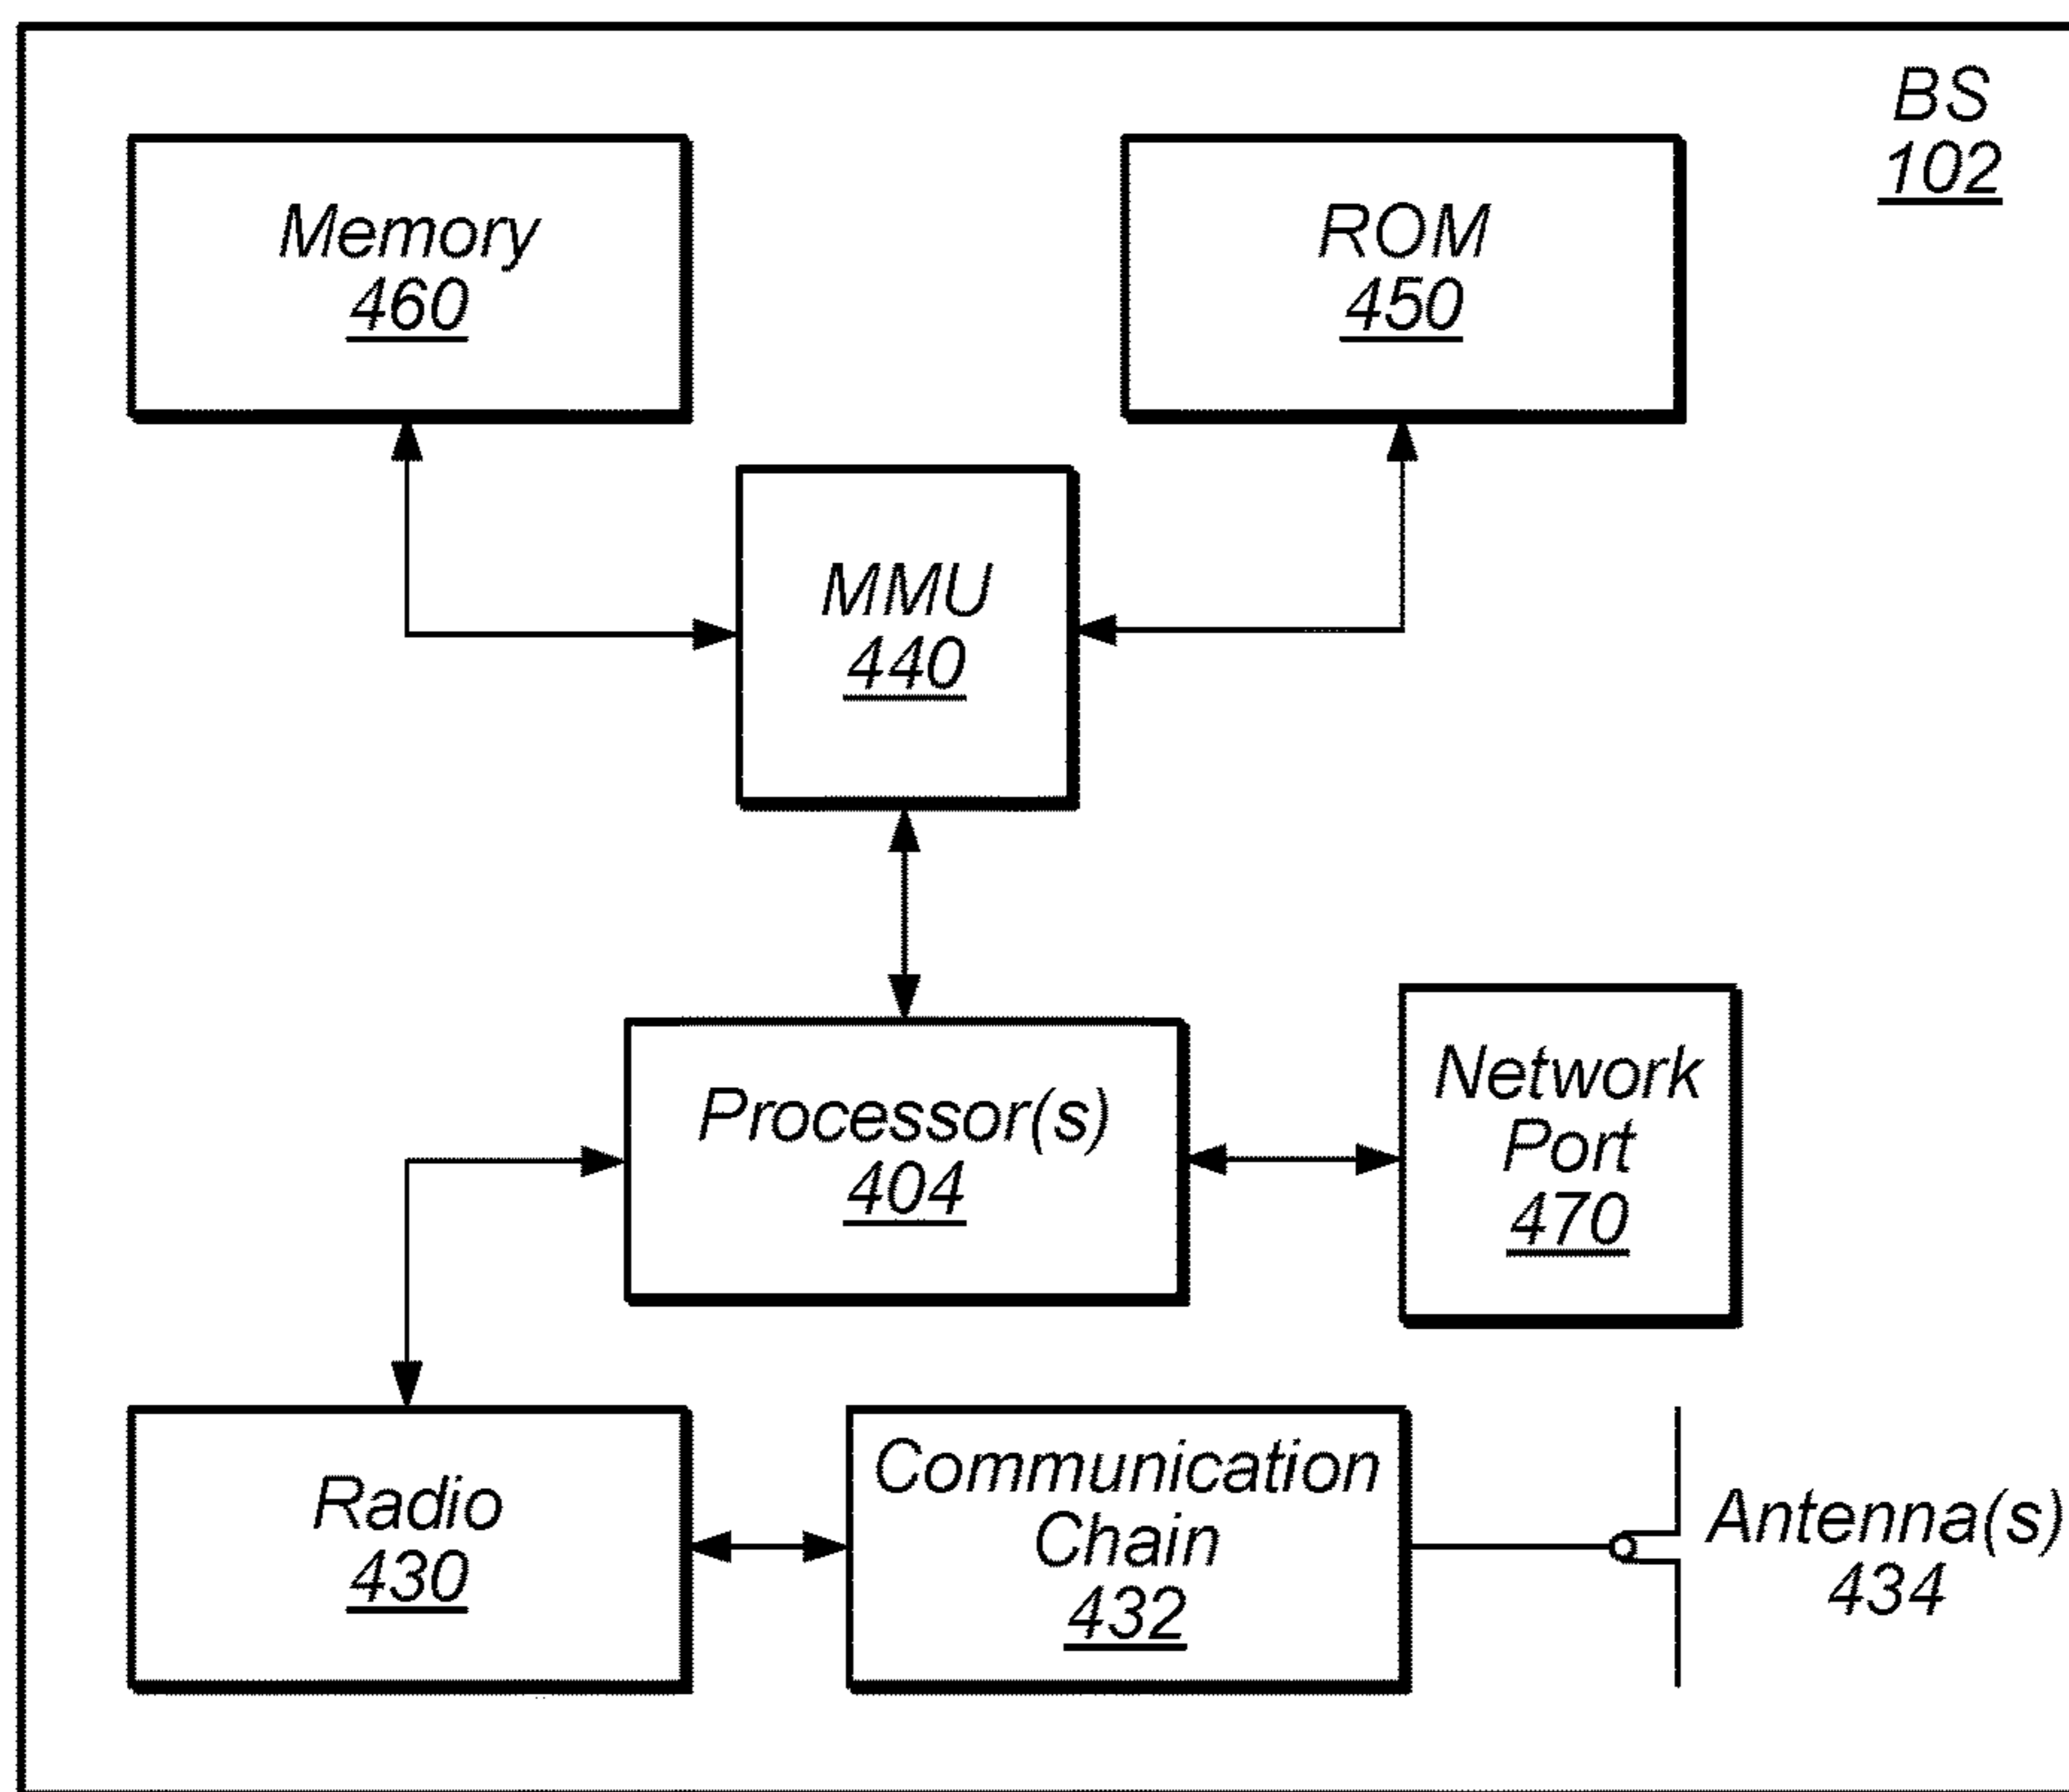 BS
102
Memory
460
ROM
450
MMU
440
Processor(s)
404
Network
Port
470
Radio
430
Communication
Chain
432
Antenna(s)
434